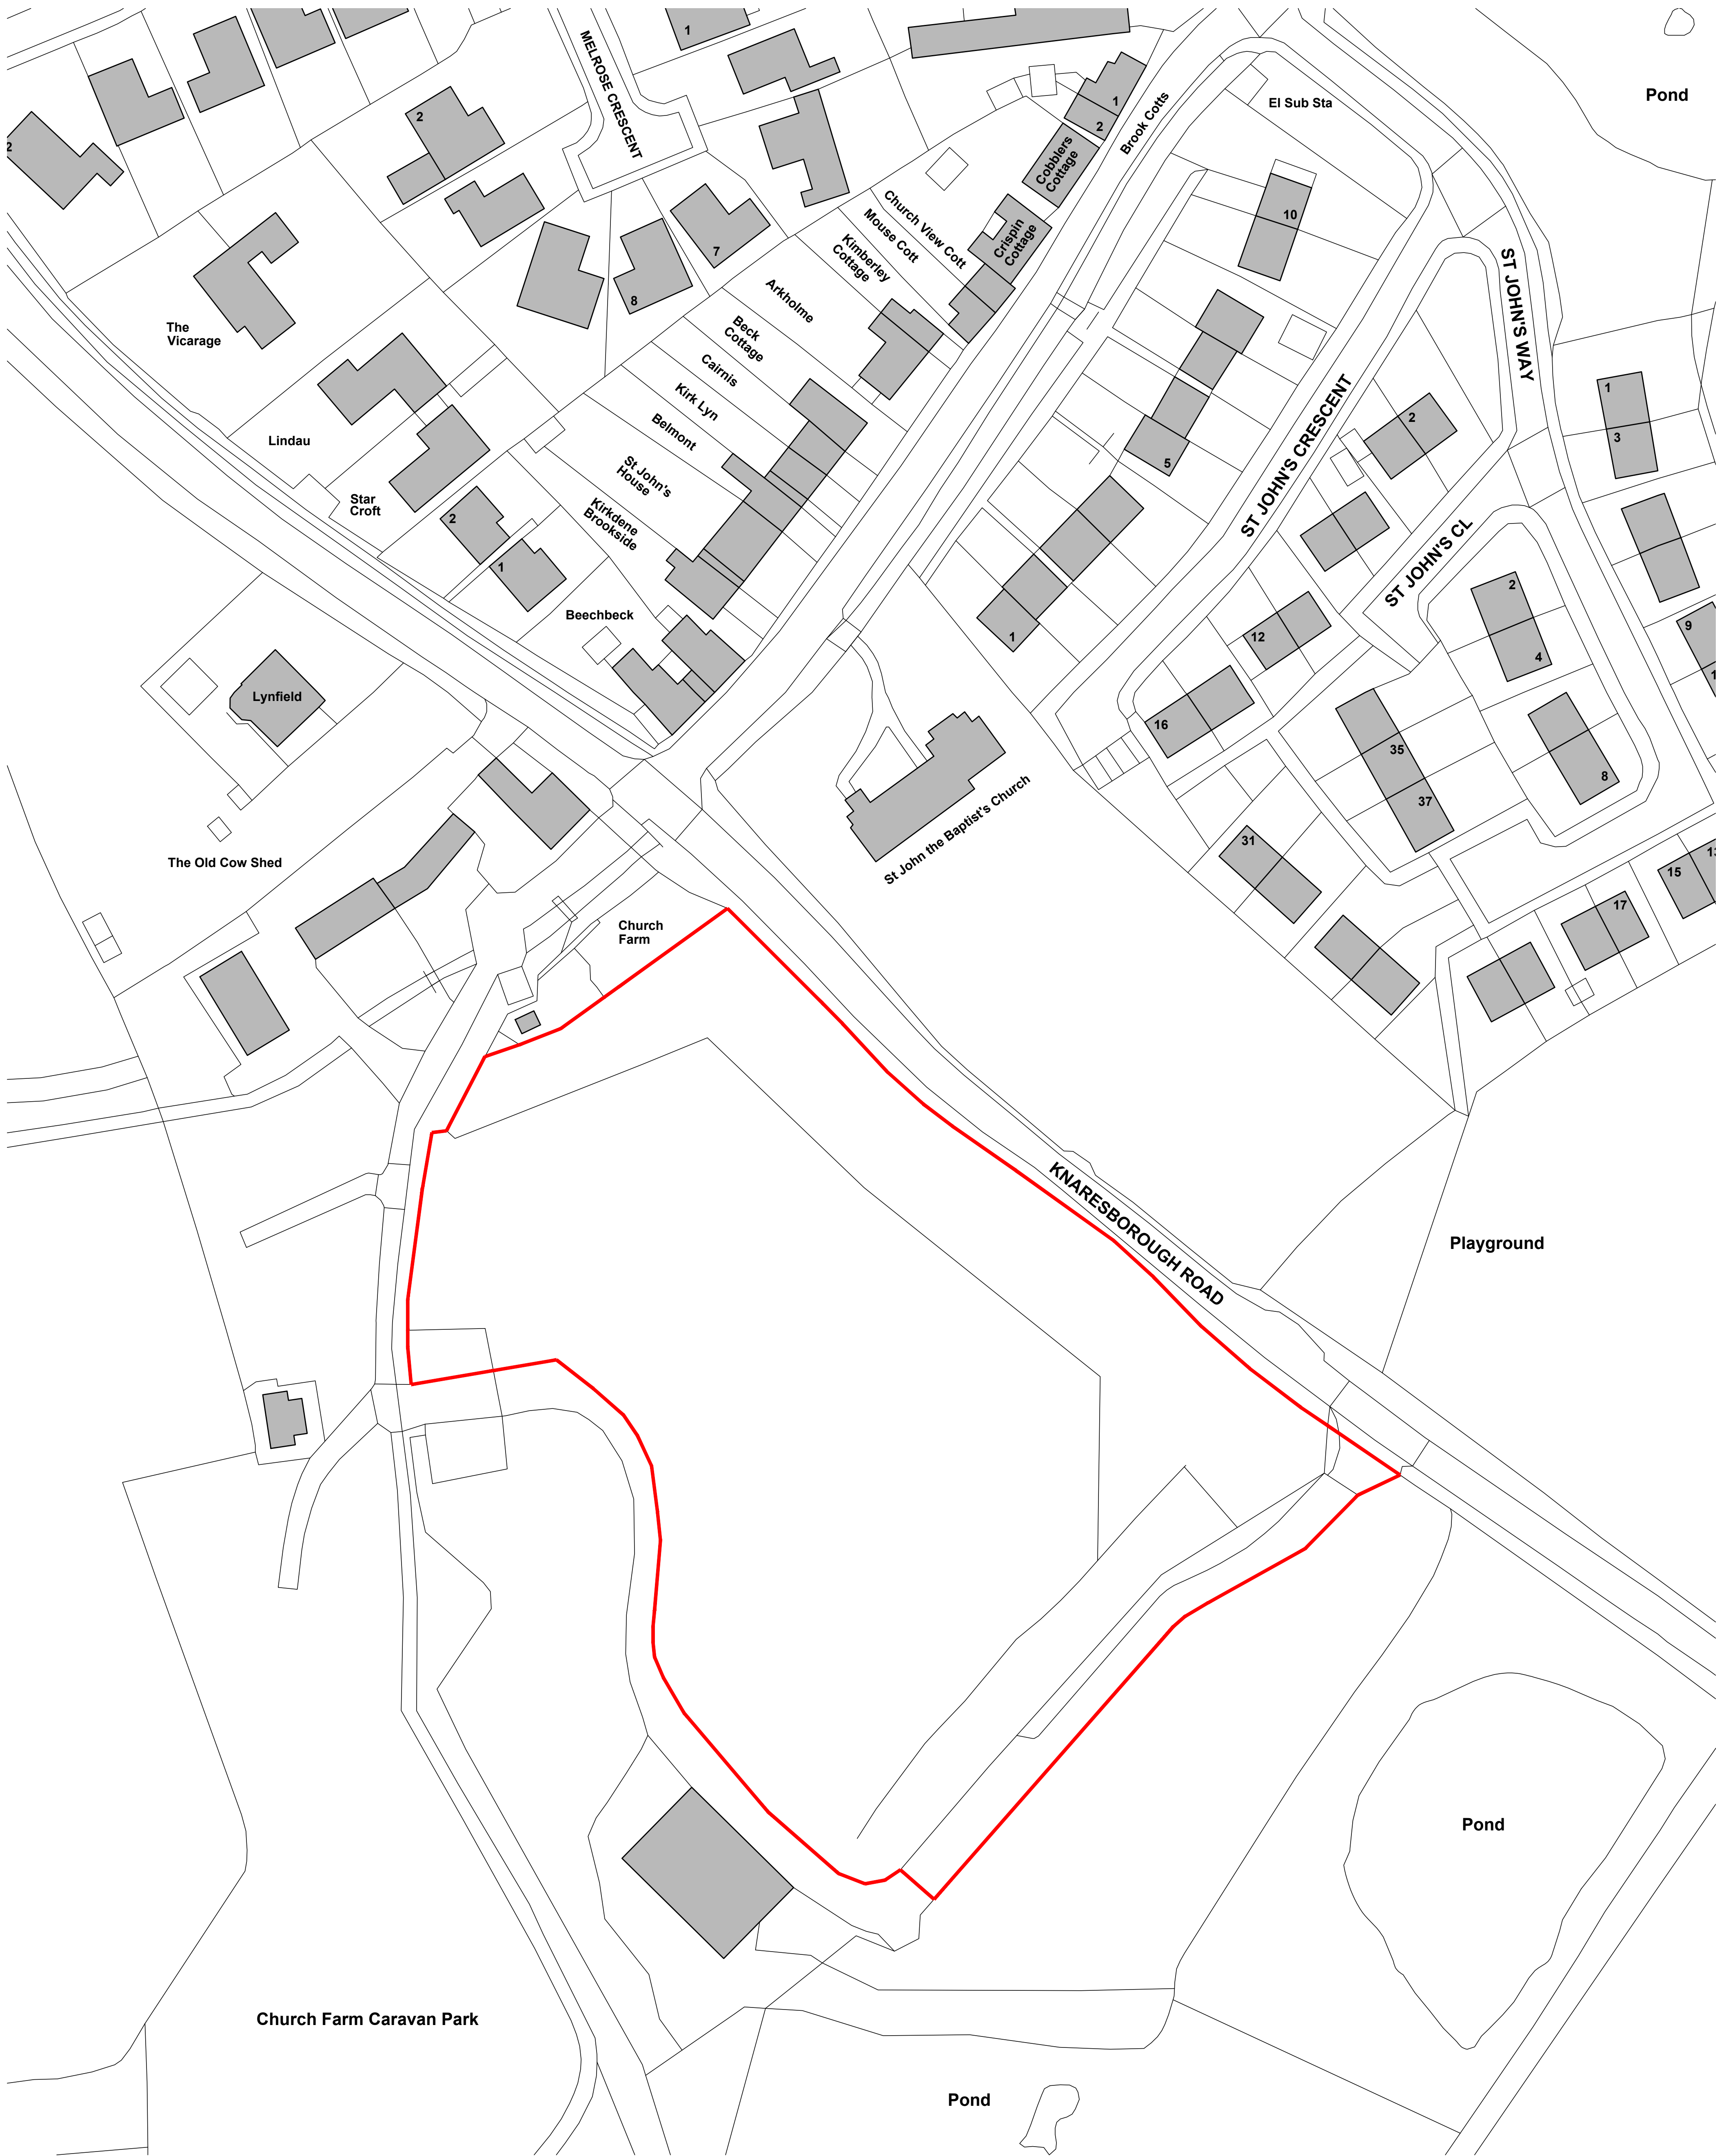 1
MELROSE CRESCENT
Pond
2
2
1
2
Brook Cotts
El Sub Sta
Cobblers
Cottage
10
Church View Cott
Mouse Cott
Kimberley
Cottage
Crispin
Cottage
7
8
The
Vicarage
Arkholme
Beck
Cottage
Cairnis
Kirk Lyn
Belmont
St John's
House
Kirkdene
Brookside
Lindau
Star
Croft
2
1
Beechbeck
5
1
ST JOHN'S CRESCENT
ST JOHN'S WAY
1
3
2
ST JOHN'S CL
2
4
12
16
9
1
Lynfield
35
37
8
31
15
13
17
St John the Baptist's Church
The Old Cow Shed
Church
Farm
KNARESBOROUGH ROAD
Playground
Pond
Church Farm Caravan Park
Pond